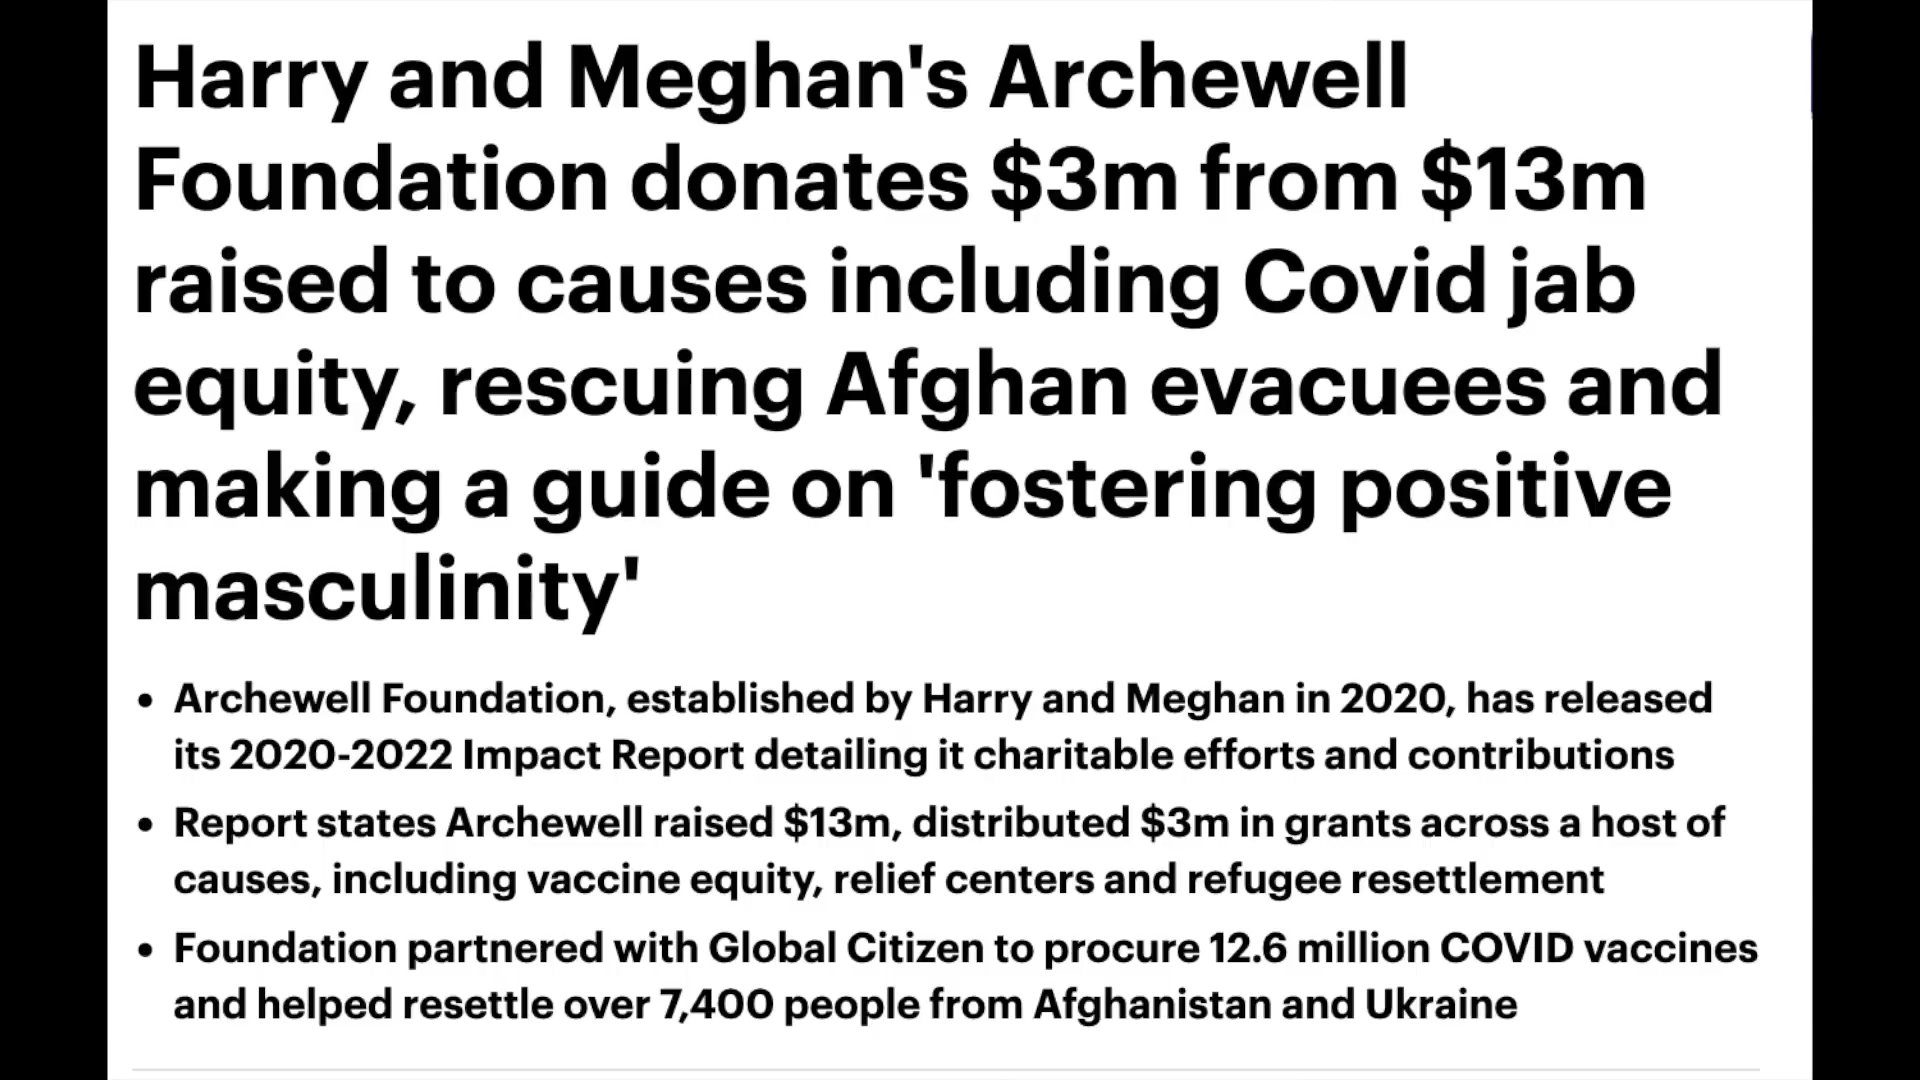 Harry and Meghan's Archewell
Foundation donates $3m from $13m
raised to causes including Covid jab
equity, rescuing Afghan evacuees and
making a guide on 'fostering positive
masculinity'
• Archewell Foundation, established by Harry and Meghan in 2020, has released
its 2020-2022 Impact Report detailing it charitable efforts and contributions
• Report states Archewell raised $13m, distributed $3m in grants across a host of
causes, including vaccine equity, relief centers and refugee resettlement
• Foundation partnered with Global Citizen to procure 12.6 million COVID vaccines
and helped resettle over 7,400 people from Afghanistan and Ukraine